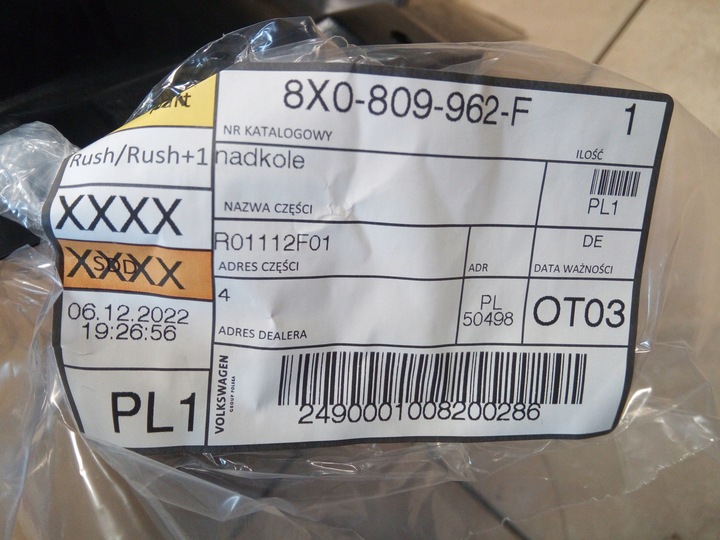 8X0-809-962-F 1
NR KATALOGOWY ILOŚĆ
Rush/Rush+1
nadkole
NAZWA CZĘŚCI PL1
XXXX
R01112F01 DE
ADRES CZĘŚCI ADR DATA WAŻNOŚCI
XXXX
06.12.2022
19:26:56
4
ADRES DEALERA
PL
50498
OT03
PL1
VOLKSWAGEN
GROUP POLSKA
2490001008200286